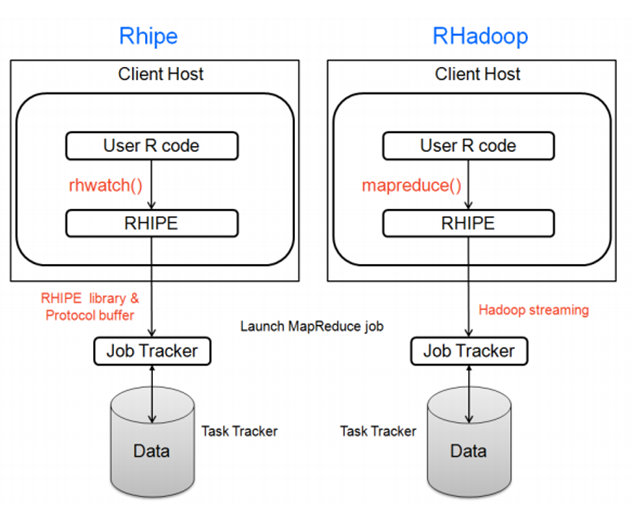 Rhipe
Client Host
User R code
rhwatch()
RHIPE
RHIPE library &
Protocol buffer
Job Tracker
Data
Task Tracker
Launch MapReduce job
RHadoop
Client Host
User R code
mapreduce()
RHIPE
Hadoop streaming
Job Tracker
Task Tracker
Data